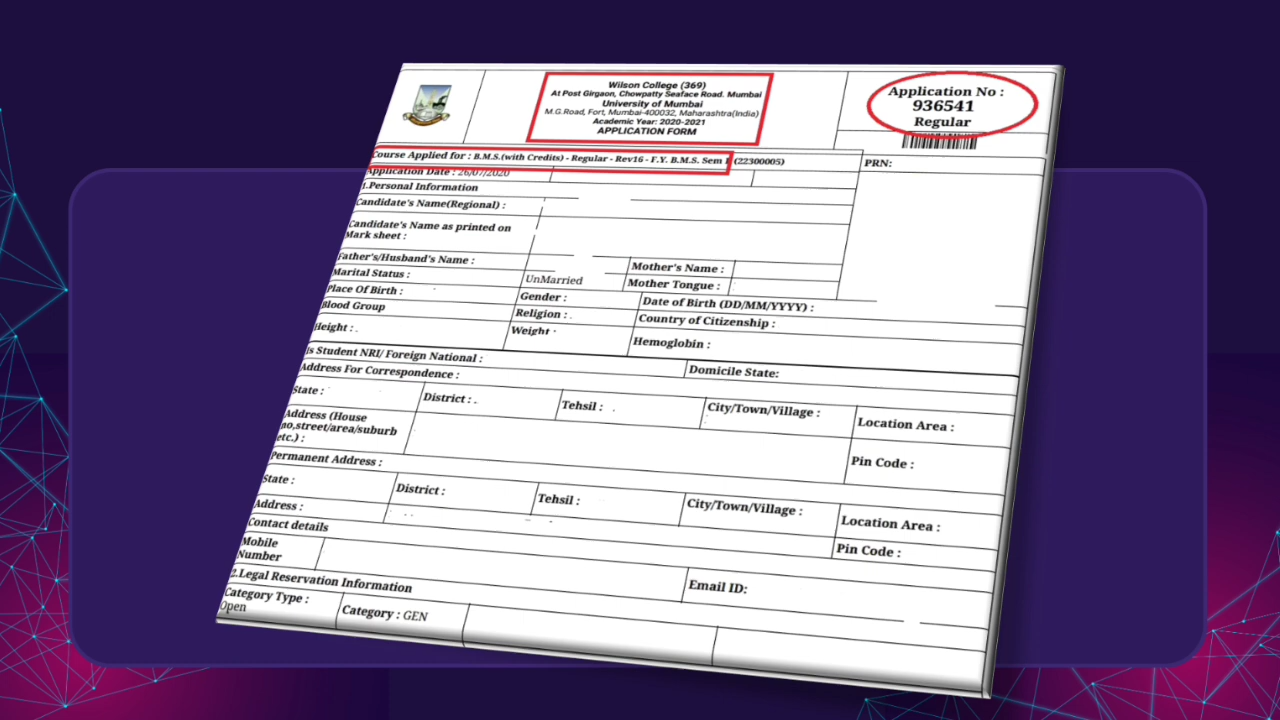 Wilson College (369)
At Post Girgaon, Chowpatty Seaface Road. Mumbai
University of Mumbai
M.G.Road, Fort, Mumbai-400032, Maharashtra(India)
Academic Year: 2020-2021
APPLICATION FORM
Application No :
936541
Regular
Course Applied for : B.M.S.(with Credits) - Regular - Rev16 - F.Y. B.M.S. Sem I (22300005)
PRN:
Application Date : 26/07/2020
1.Personal Information
Candidate's Name(Regional) :
Candidate's Name as printed on
Mark sheet :
Father's/Husband's Name :
Mother's Name :
Marital Status :
UnMarried
Mother Tongue :
Place Of Birth :
Gender :
Date of Birth (DD/MM/YYYY) :
Blood Group
Religion :
Country of Citizenship :
Height :
Weight
Hemoglobin :
Is Student NRI/ Foreign National :
Domicile State:
Address For Correspondence :
State :
District :
Tehsil :
City/Town/Village :
Location Area :
Address (House
no,street/area/suburb
etc.) :
Pin Code :
Permanent Address :
State :
District :
Tehsil :
City/Town/Village :
Location Area :
Address :
Pin Code :
Contact details
Mobile
Number
Email ID:
2.Legal Reservation Information
Category Type :
Open
Category : GEN